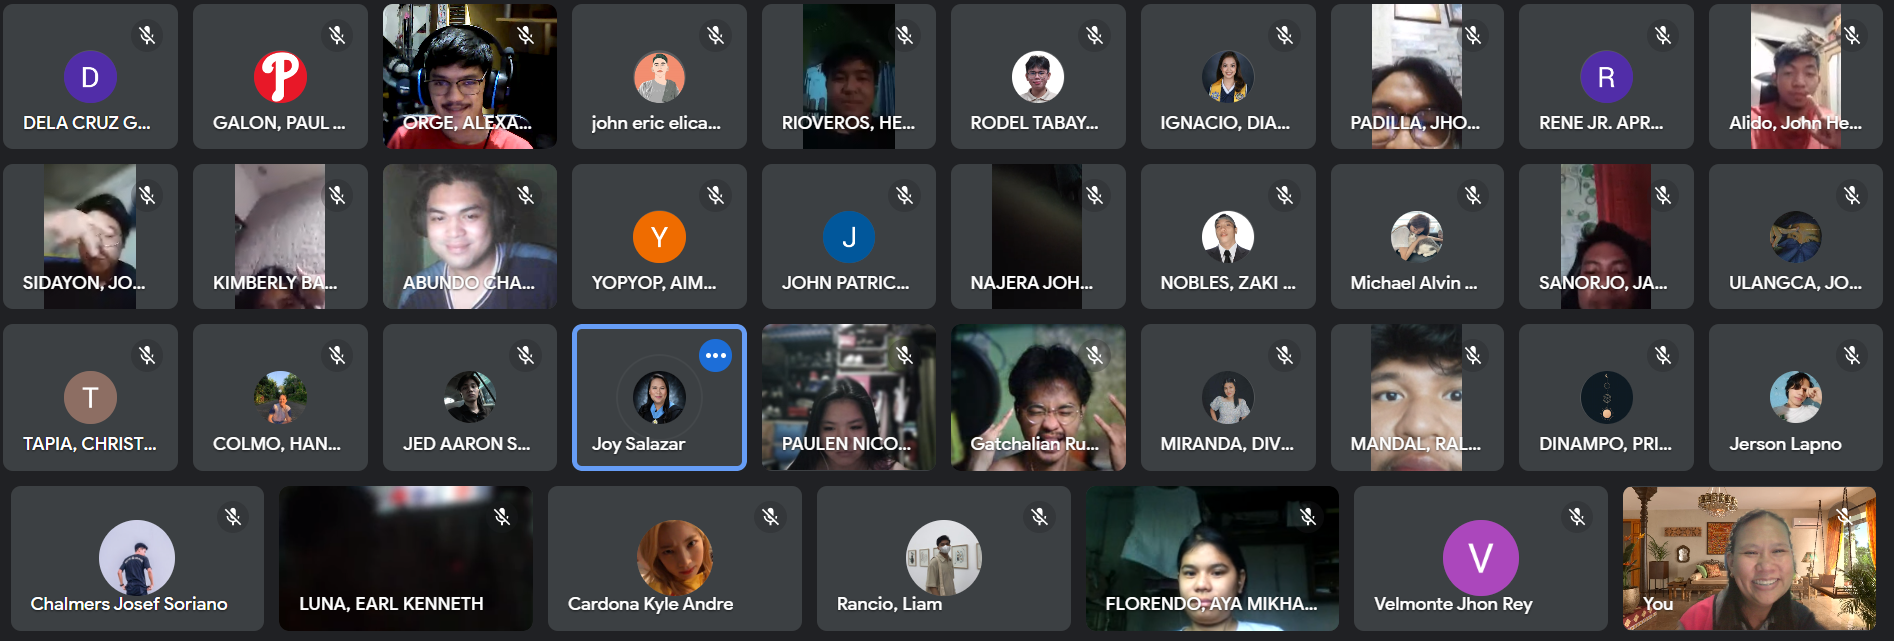 D
DELA CRUZ G...
P
GALON, PAUL ...
ORGE, ALEXA...
john eric elica...
RIOVEROS, HE...
RODEL TABAY...
IGNACIO, DIA...
PADILLA, JHO...
R
RENE JR. APR...
Alido, John He...
SIDAYON, JO...
KIMBERLY BA...
ABUNDO CHA...
Y
YOPYOP, AIM...
J
JOHN PATRIC...
NAJERA JOH...
NOBLES, ZAKI ...
Michael Alvin ...
SANORJO, JA...
ULANGCA, JO...
T
TAPIA, CHRIST...
COLMO, HAN...
JED AARON S...
Joy Salazar
PAULEN NICO...
Gatchalian Ru...
MIRANDA, DIV...
MANDAL, RAL...
DINAMPO, PRI...
Jerson Lapno
Chalmers Josef Soriano
LUNA, EARL KENNETH
Cardona Kyle Andre
Rancio, Liam
FLORENDO, AYA MIKHA...
V
Velmonte Jhon Rey
You